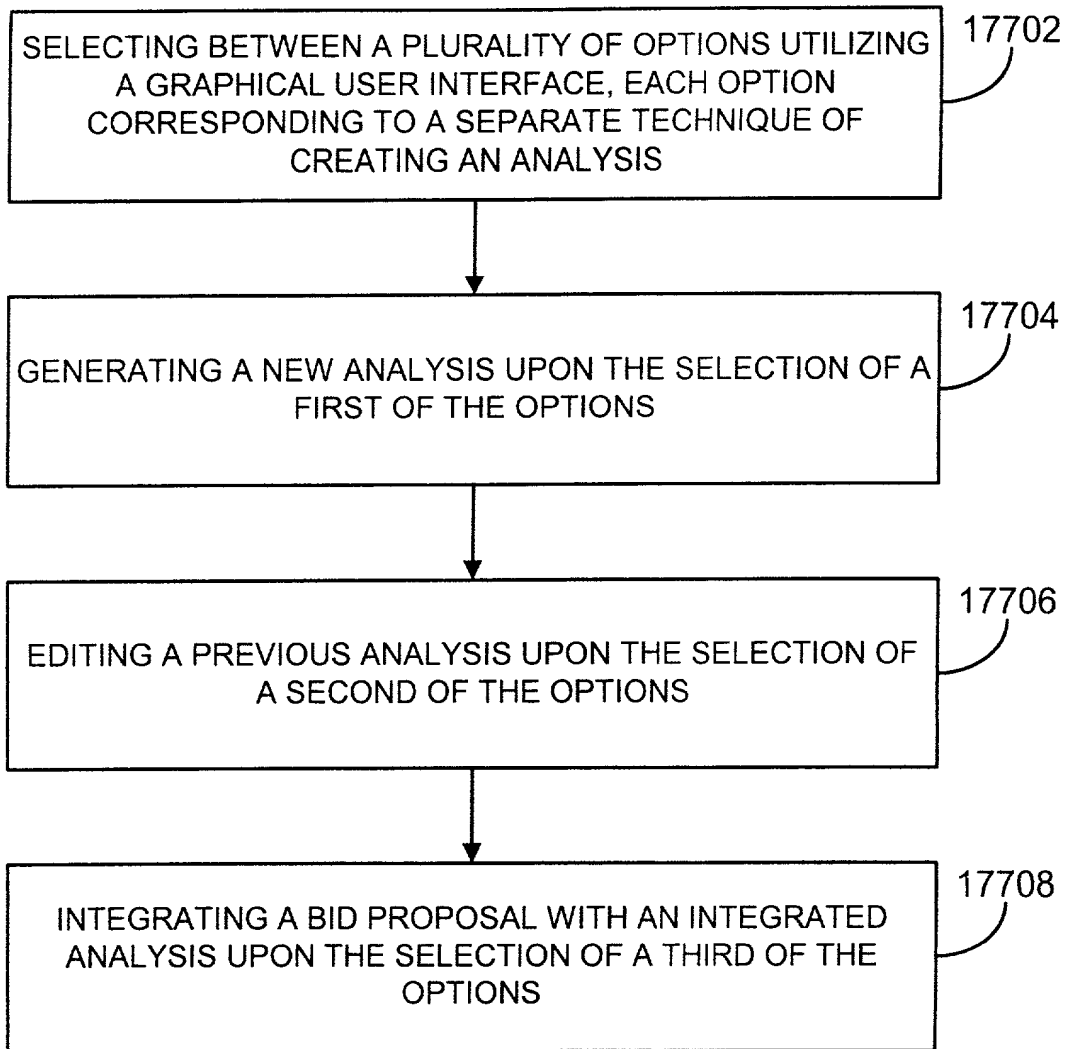 SELECTING BETWEEN A PLURALITY OF OPTIONS UTILIZING
A GRAPHICAL USER INTERFACE, EACH OPTION
CORRESPONDING TO A SEPARATE TECHNIQUE OF
CREATING AN ANALYSIS
17702
GENERATING A NEW ANALYSIS UPON THE SELECTION OF A
FIRST OF THE OPTIONS
17704
EDITING A PREVIOUS ANALYSIS UPON THE SELECTION OF
A SECOND OF THE OPTIONS
17706
INTEGRATING A BID PROPOSAL WITH AN INTEGRATED
ANALYSIS UPON THE SELECTION OF A THIRD OF THE
OPTIONS
17708